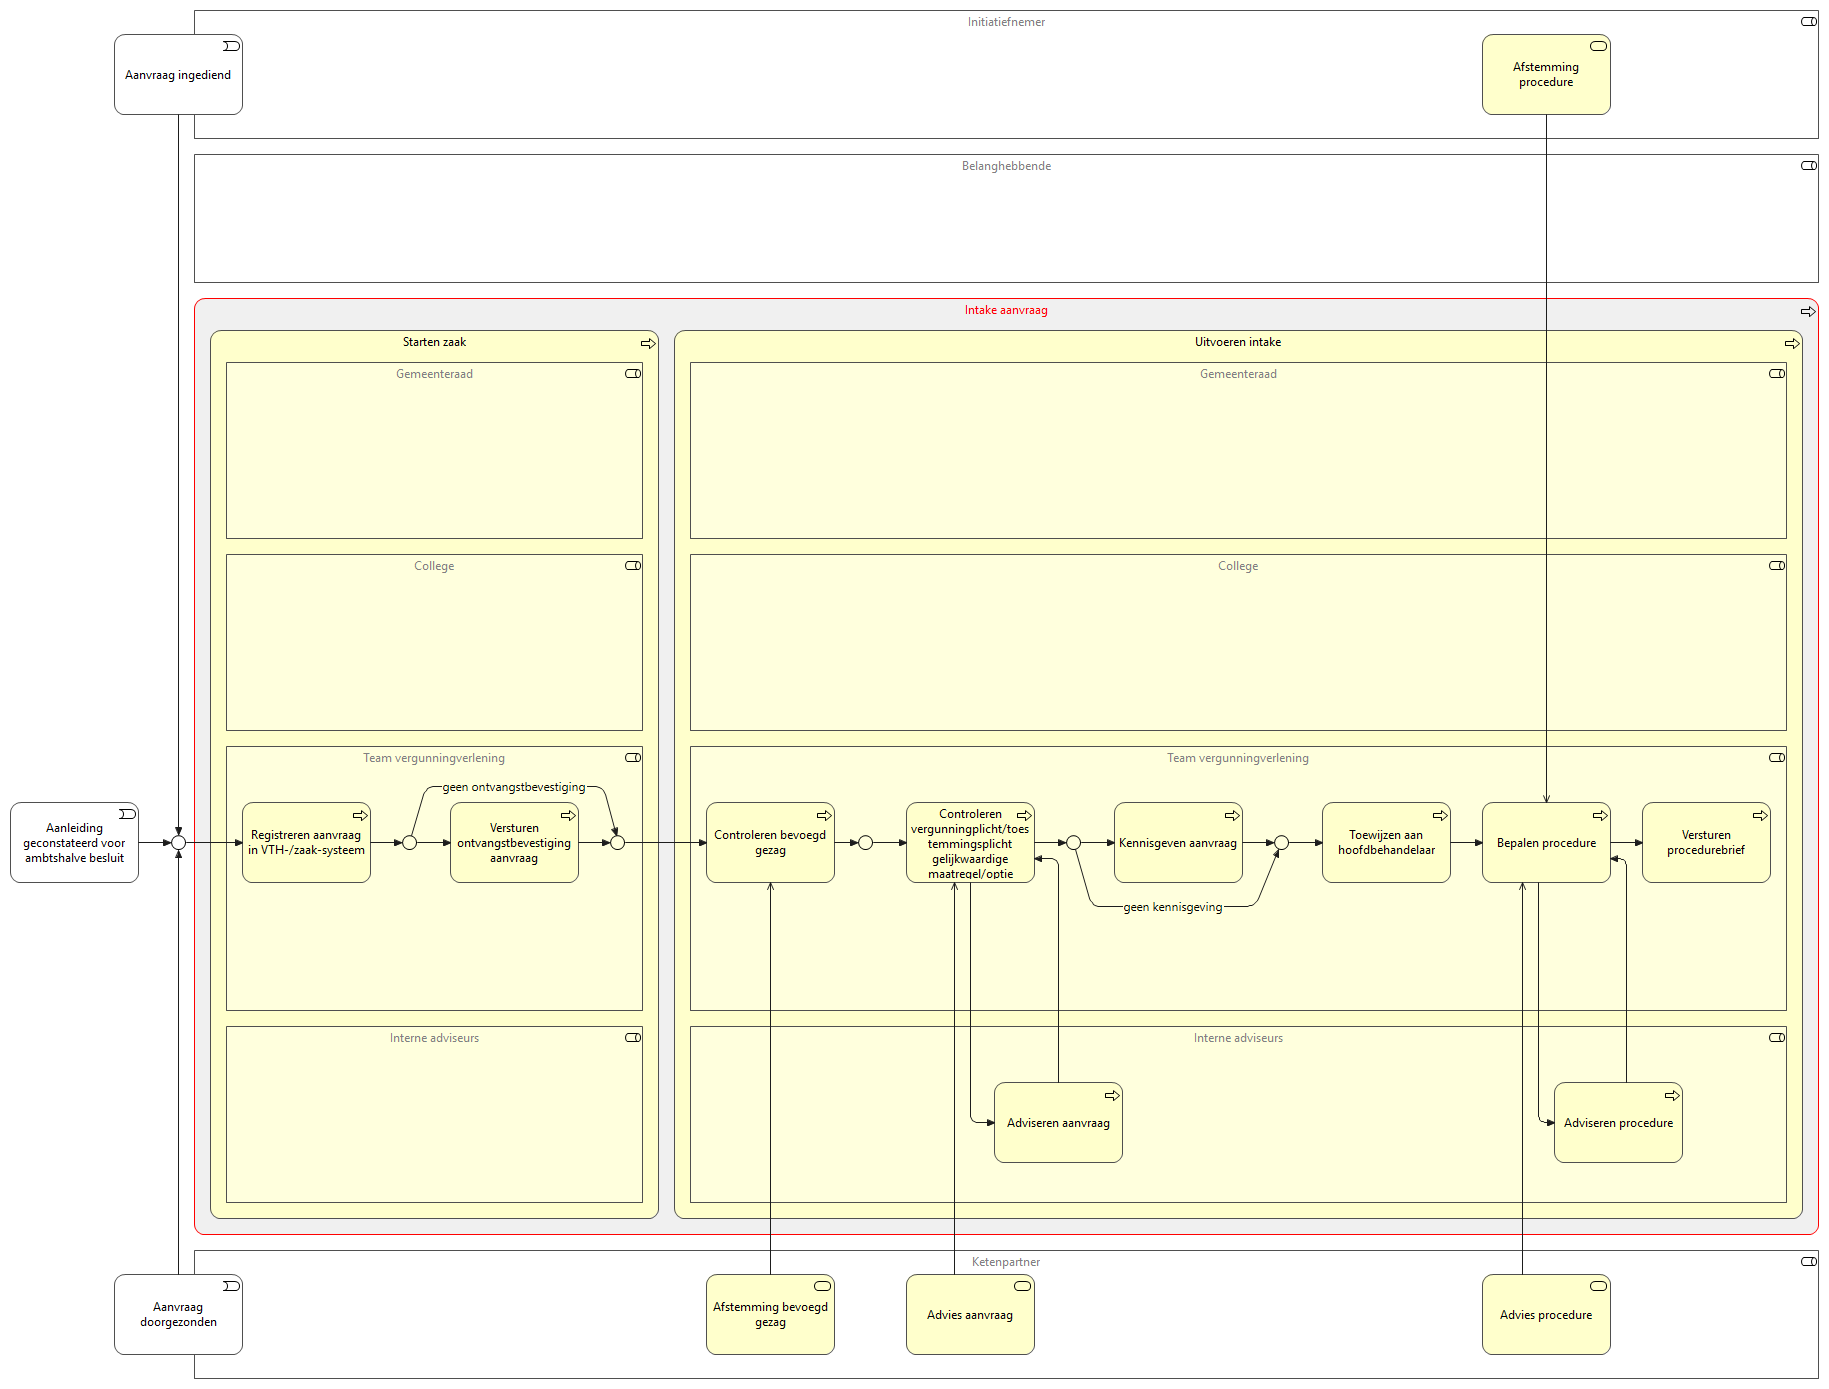 Initiatiefnemer
Aanvraag ingediend
Afstemming
procedure
Belanghebbende
Intake aanvraag
Starten zaak
Uitvoeren intake
Gemeenteraad
Gemeenteraad
College
College
Team vergunningverlening
Team vergunningverlening
geen ontvangstbevestiging
Aanleiding
geconstateerd voor
ambtshalve besluit
Registreren aanvraag
in VTH-/zaak-systeem
Versturen
ontvangstbevestiging
aanvraag
Controleren bevoegd
gezag
Controleren
vergunningplicht/toes
temmingsplicht
gelijkwaardige
maatregel/optie
Kennisgeven aanvraag
Toewijzen aan
hoofdbehandelaar
Bepalen procedure
Versturen
procedurebrief
geen kennisgeving
Interne adviseurs
Interne adviseurs
Adviseren aanvraag
Adviseren procedure
Ketenpartner
Aanvraag
doorgezonden
Afstemming bevoegd
gezag
Advies aanvraag
Advies procedure